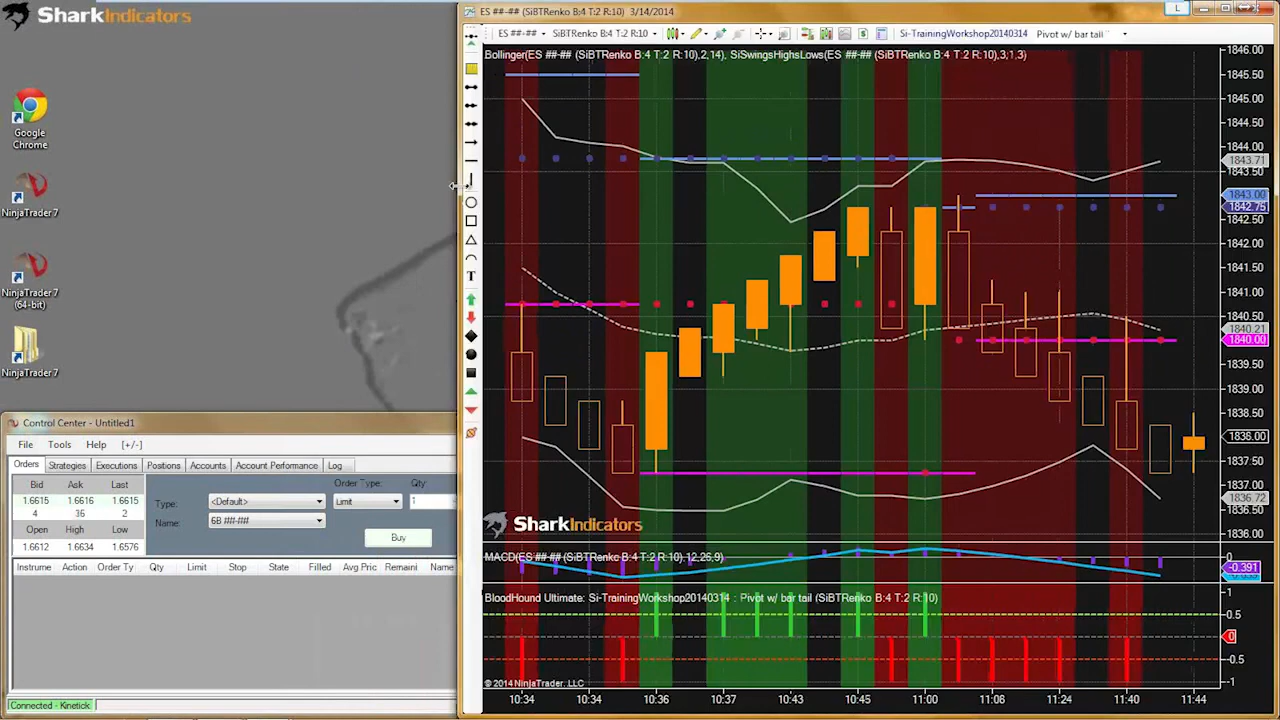 SharkIndicators
Google
Chrome
NinjaTrader 7
NinjaTrader 7
(64-bit)
NinjaTrader 7
ES ##-## (SiBTRenko B:4 T:2 R:10) 3/14/2014
L
ES ##-## SiBTRenko B:4 T:2 R:10 Si-TrainingWorkshop20140314 Pivot w/ bar tail
Bollinger(ES ##-## (SiBTRenko B:4 T:2 R:10),2,14), SiSwingsHighsLows(ES ##-## (SiBTRenko B:4 T:2 R:10),3;1,3)
T
1846.00
1845.50
1845.00
1844.50
1844.00
1843.71
1843.50
1843.00
1842.75
1842.50
1842.00
1841.50
1841.00
1840.50
1840.21
1840.00
1839.50
1839.00
1838.50
1838.00
1837.50
1836.72
1836.50
1836.00
SharkIndicators
MACD(ES ##-## (SiBTRenko B:4 T:2 R:10),12,26,9)
0
-0.391
BloodHound Ultimate: Si-TrainingWorkshop20140314 : Pivot w/ bar tail (SiBTRenko B:4 T:2 R:10)
1
0.5
0
-0.5
-1
© 2014 NinjaTrader, LLC
10:34 10:34 10:36 10:37 10:43 10:45 11:00 11:06 11:24 11:40 11:44
Control Center - Untitled1
File Tools Help [+/-]
Orders Strategies Executions Positions Accounts Account Performance Log
Bid Ask Last
1.6615 1.6616 1.6615
4 36 2
Open High Low
1.6612 1.6634 1.6576
Order Type: Qty:
Type: <Default> Limit 1
Name: 6B ##-##
Buy
Instrume Action Order Ty Qty Limit Stop State Filled Avg Pric Remaini Name
Connected - Kinetick